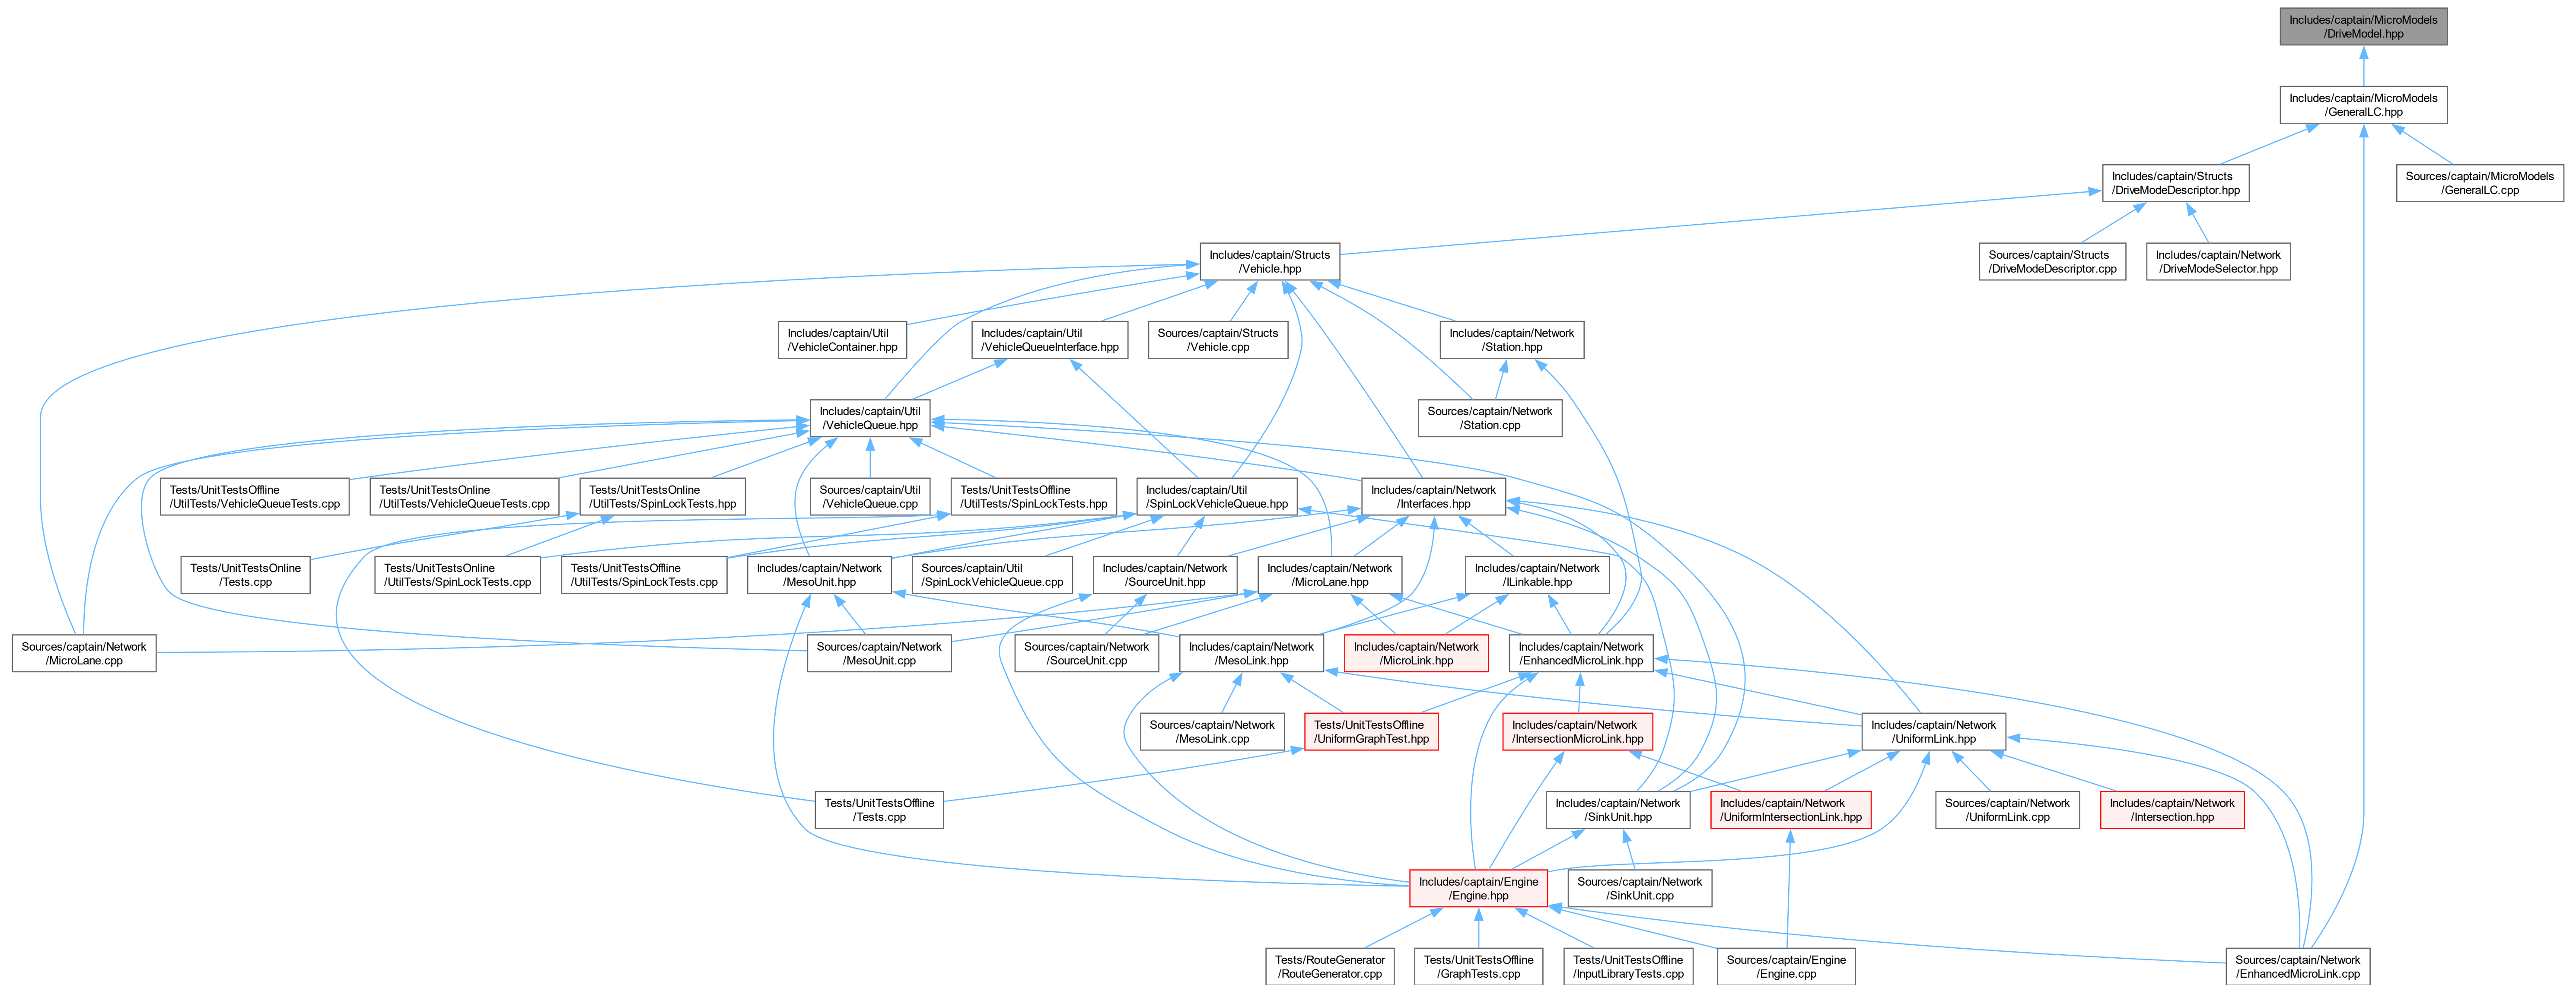 Includes/captain/MicroModels
/DriveModel.hpp
Includes/captain/MicroModels
/GeneralLC.hpp
Includes/captain/Structs
/DriveModeDescriptor.hpp
Sources/captain/MicroModels
/GeneralLC.cpp
Includes/captain/Structs
/Vehicle.hpp
Sources/captain/Structs
/DriveModeDescriptor.cpp
Includes/captain/Network
/DriveModeSelector.hpp
Includes/captain/Util
/VehicleContainer.hpp
Includes/captain/Util
/VehicleQueueInterface.hpp
Sources/captain/Structs
/Vehicle.cpp
Includes/captain/Network
/Station.hpp
Includes/captain/Util
/VehicleQueue.hpp
Sources/captain/Network
/Station.cpp
Tests/UnitTestsOffline
/UtilTests/VehicleQueueTests.cpp
Tests/UnitTestsOnline
/UtilTests/VehicleQueueTests.cpp
Tests/UnitTestsOnline
/UtilTests/SpinLockTests.hpp
Sources/captain/Util
/VehicleQueue.cpp
Tests/UnitTestsOffline
/UtilTests/SpinLockTests.hpp
Includes/captain/Util
/SpinLockVehicleQueue.hpp
Includes/captain/Network
/Interfaces.hpp
Tests/UnitTestsOnline
/Tests.cpp
Tests/UnitTestsOnline
/UtilTests/SpinLockTests.cpp
Tests/UnitTestsOffline
/UtilTests/SpinLockTests.cpp
Includes/captain/Network
/MesoUnit.hpp
Sources/captain/Util
/SpinLockVehicleQueue.cpp
Includes/captain/Network
/SourceUnit.hpp
Includes/captain/Network
/MicroLane.hpp
Includes/captain/Network
/ILinkable.hpp
Sources/captain/Network
/MicroLane.cpp
Sources/captain/Network
/MesoUnit.cpp
Sources/captain/Network
/SourceUnit.cpp
Includes/captain/Network
/MesoLink.hpp
Includes/captain/Network
/MicroLink.hpp
Includes/captain/Network
/EnhancedMicroLink.hpp
Sources/captain/Network
/MesoLink.cpp
Tests/UnitTestsOffline
/UniformGraphTest.hpp
Includes/captain/Network
/IntersectionMicroLink.hpp
Includes/captain/Network
/UniformLink.hpp
Tests/UnitTestsOffline
/Tests.cpp
Includes/captain/Network
/SinkUnit.hpp
Includes/captain/Network
/UniformIntersectionLink.hpp
Sources/captain/Network
/UniformLink.cpp
Includes/captain/Network
/Intersection.hpp
Includes/captain/Engine
/Engine.hpp
Sources/captain/Network
/SinkUnit.cpp
Tests/RouteGenerator
/RouteGenerator.cpp
Tests/UnitTestsOffline
/GraphTests.cpp
Tests/UnitTestsOffline
/InputLibraryTests.cpp
Sources/captain/Engine
/Engine.cpp
Sources/captain/Network
/EnhancedMicroLink.cpp